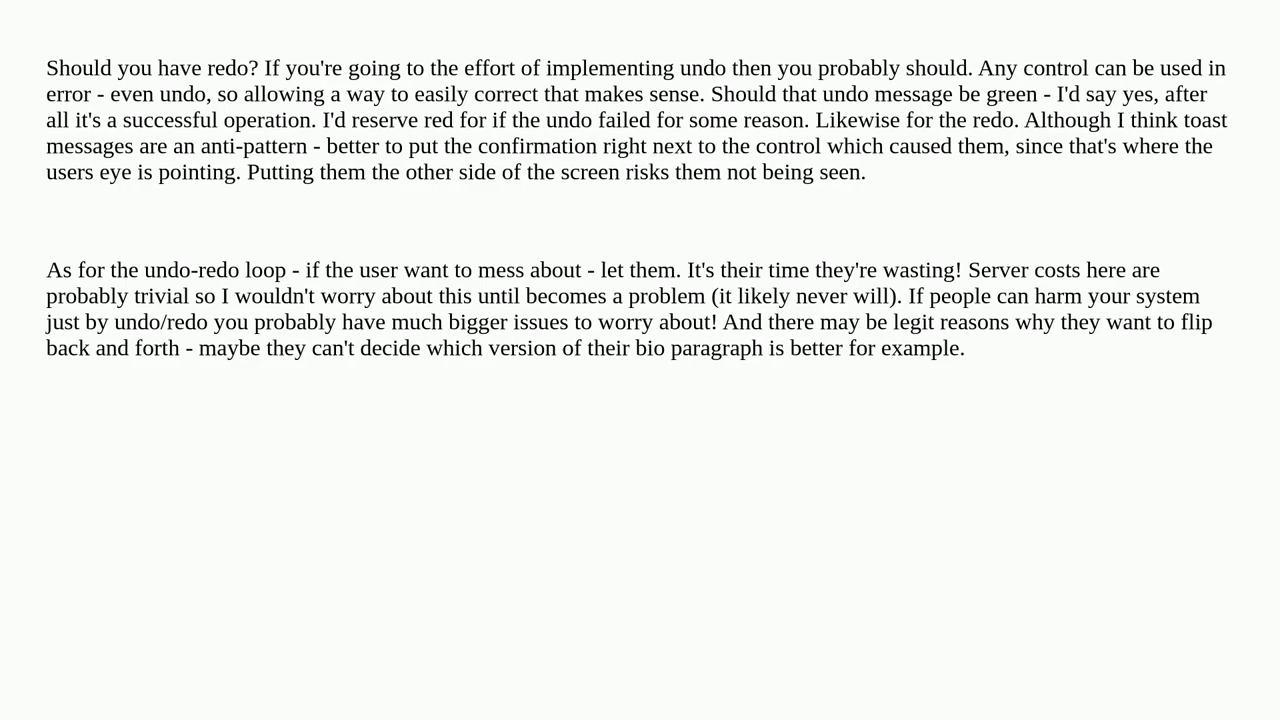 Should you have redo? If you're going to the effort of implementing undo then you probably should. Any control can be used in
error - even undo, so allowing a way to easily correct that makes sense. Should that undo message be green - I'd say yes, after
all it's a successful operation. I'd reserve red for if the undo failed for some reason. Likewise for the redo. Although I think toast
messages are an anti-pattern - better to put the confirmation right next to the control which caused them, since that's where the
users eye is pointing. Putting them the other side of the screen risks them not being seen.
As for the undo-redo loop - if the user want to mess about - let them. It's their time they're wasting! Server costs here are
probably trivial so I wouldn't worry about this until becomes a problem (it likely never will). If people can harm your system
just by undo/redo you probably have much bigger issues to worry about! And there may be legit reasons why they want to flip
back and forth - maybe they can't decide which version of their bio paragraph is better for example.